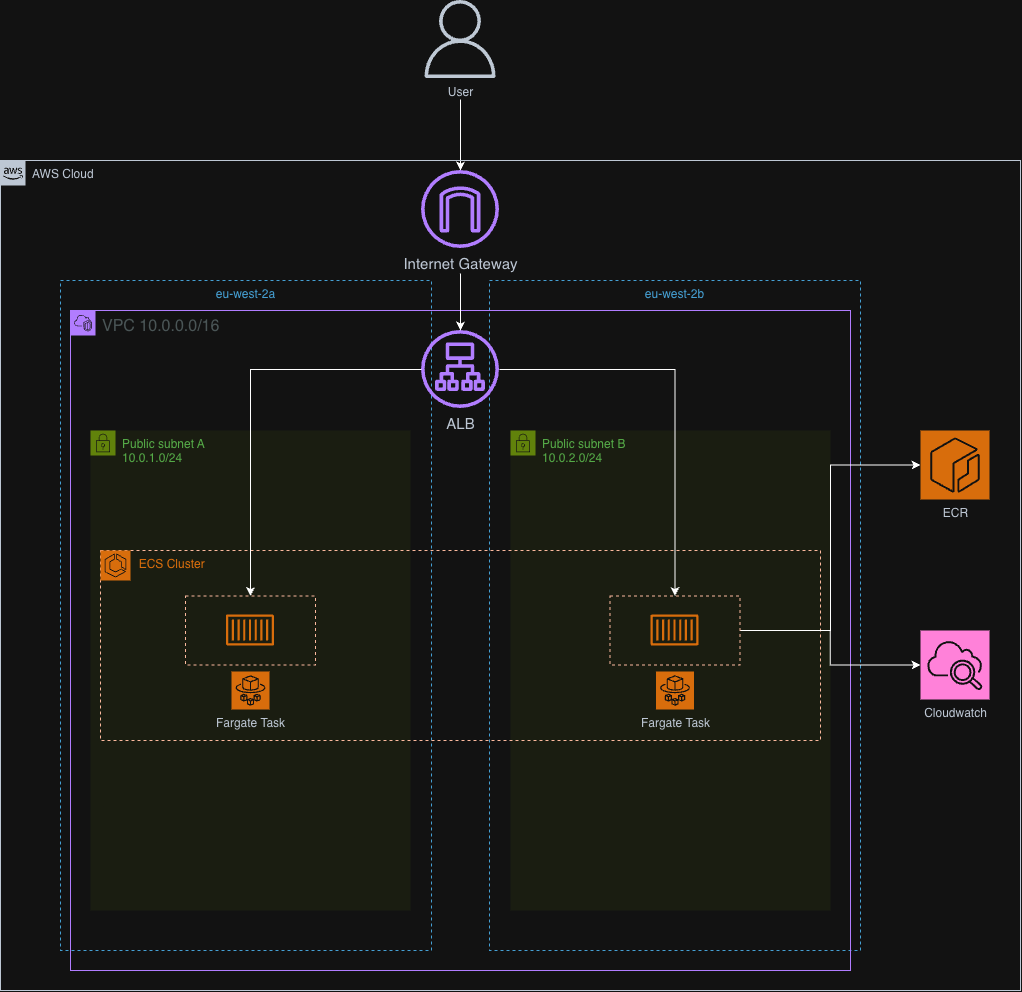 User
aws
AWS Cloud
Internet Gateway
eu-west-2a
eu-west-2b
VPC 10.0.0.0/16
ALB
Public subnet A
10.0.1.0/24
Public subnet B
10.0.2.0/24
ECR
ECS Cluster
Fargate Task
Fargate Task
Cloudwatch